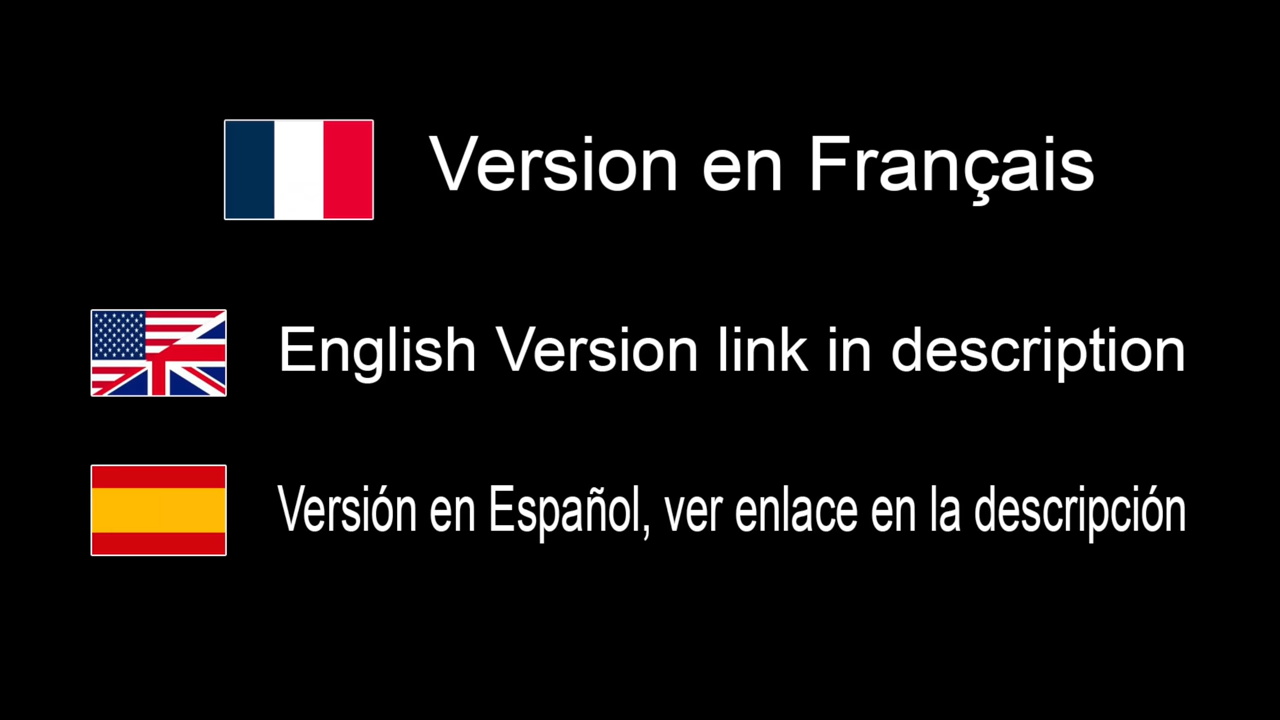 Version en Français
English Version link in description
Versión en Español, ver enlace en la descripción